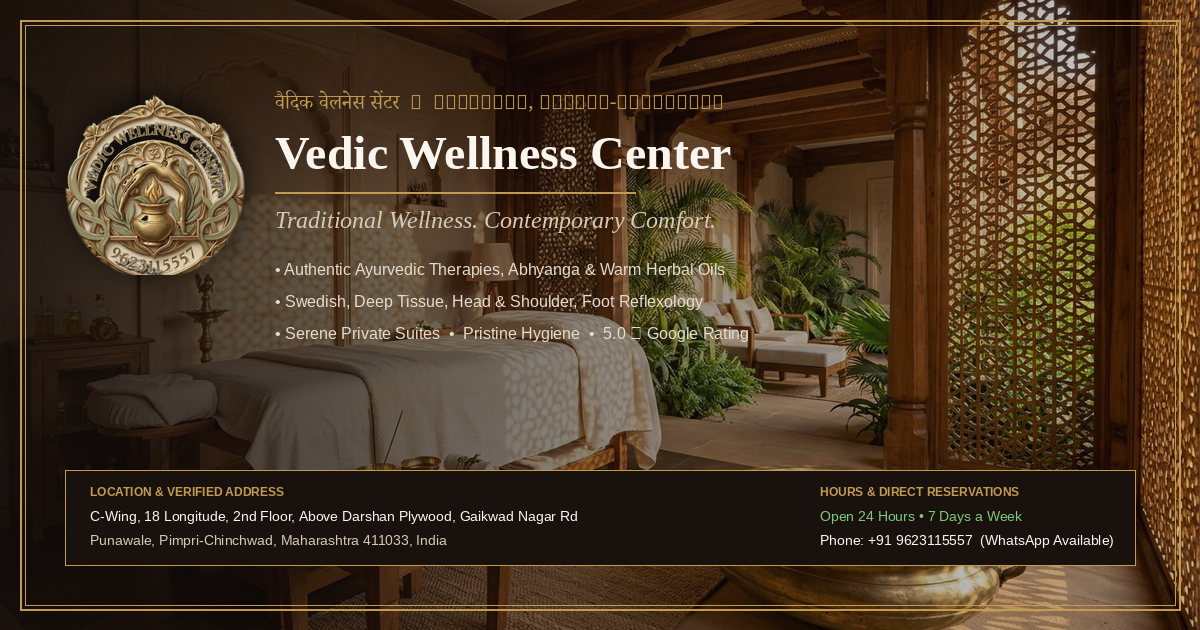 VEDIC WELLNESS CENTER
9623115557
वैदिक वेलनेस सेंटर
Vedic Wellness Center
Traditional Wellness. Contemporary Comfort.
• Authentic Ayurvedic Therapies, Abhyanga & Warm Herbal Oils
• Swedish, Deep Tissue, Head & Shoulder, Foot Reflexology
• Serene Private Suites • Pristine Hygiene • 5.0 Google Rating
LOCATION & VERIFIED ADDRESS
C-Wing, 18 Longitude, 2nd Floor, Above Darshan Plywood, Gaikwad Nagar Rd
Punawale, Pimpri-Chinchwad, Maharashtra 411033, India
HOURS & DIRECT RESERVATIONS
Open 24 Hours • 7 Days a Week
Phone: +91 9623115557 (WhatsApp Available)